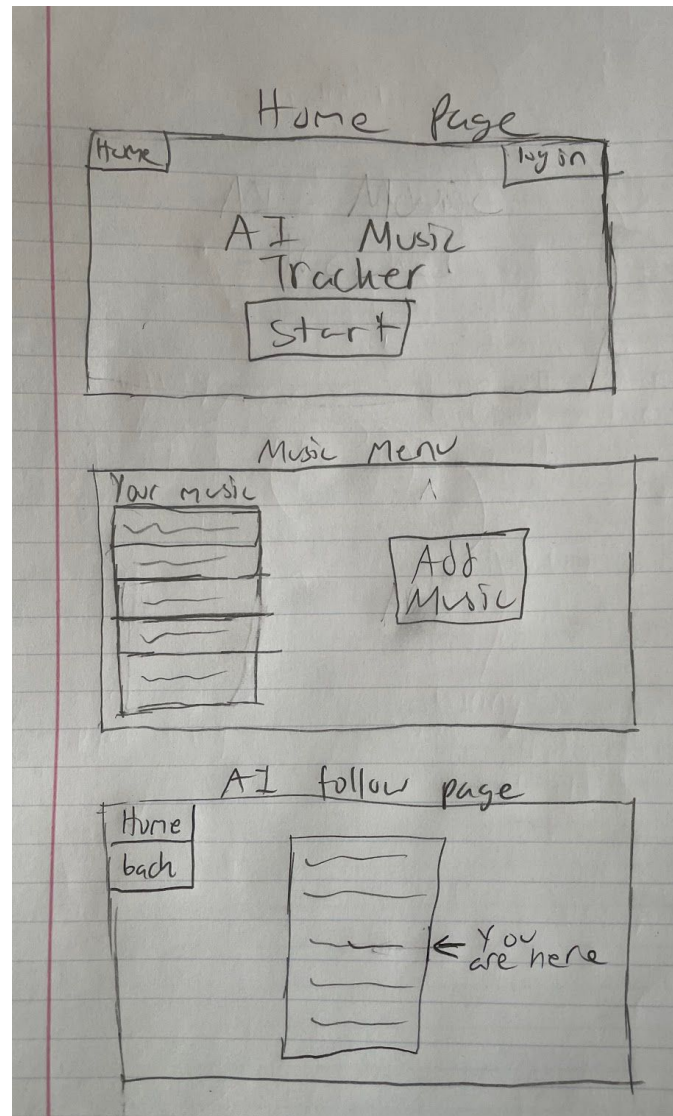 Home Page
Home
log in
AI Music
Tracker
Start
Music Menu
Your music
Add
Music
AI follow page
Home
back
You
are here